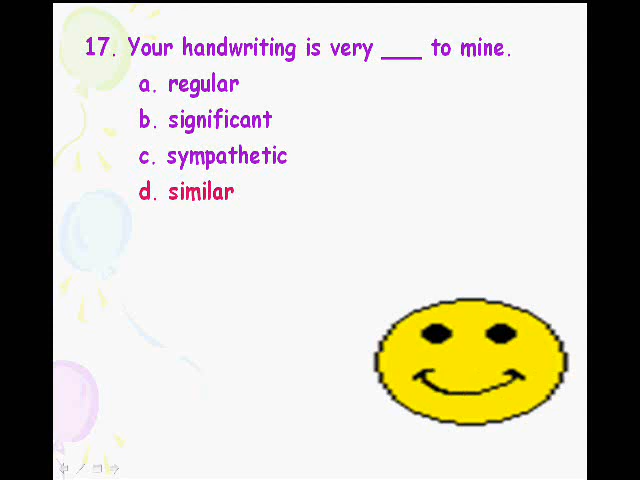 17. Your handwriting is very ___ to mine.
a. regular
b. significant
c. sympathetic
d. similar